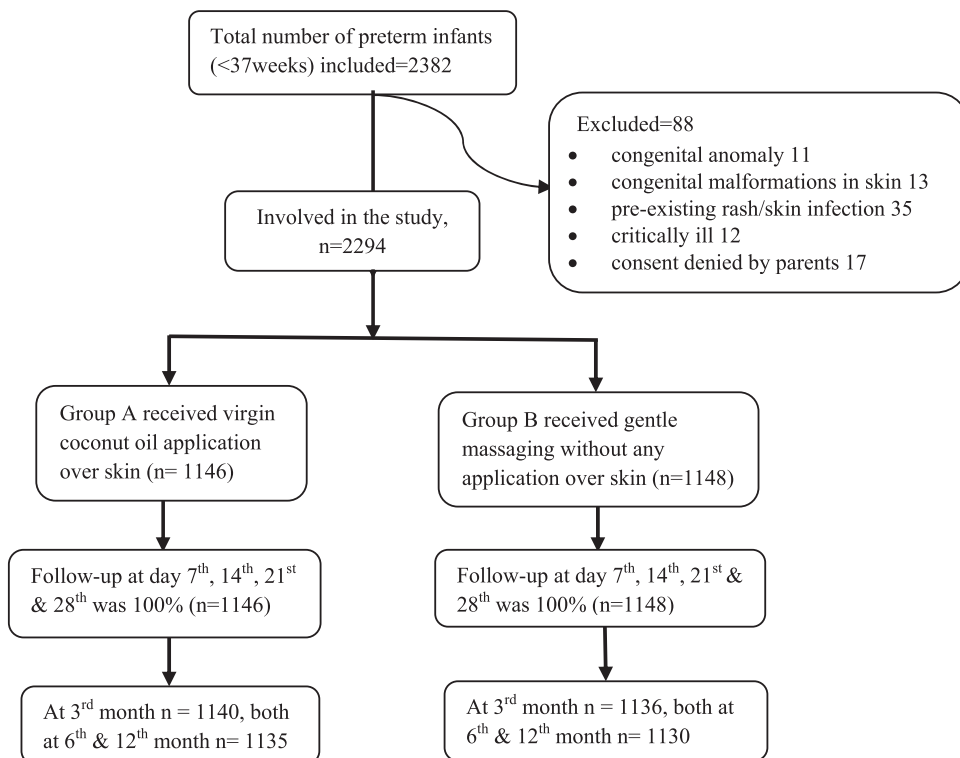 Total number of preterm infants
(<37weeks) included=2382
Excluded=88
• congenital anomaly 11
• congenital malformations in skin 13
• pre-existing rash/skin infection 35
• critically ill 12
• consent denied by parents 17
Involved in the study,
n=2294
Group A received virgin
coconut oil application
over skin (n= 1146)
Group B received gentle
massaging without any
application over skin (n=1148)
Follow-up at day 7th, 14th, 21st
& 28th was 100% (n=1146)
Follow-up at day 7th, 14th, 21st &
28th was 100% (n=1148)
At 3rd month n = 1140, both
at 6th & 12th month n= 1135
At 3rd month n = 1136, both at
6th & 12th month n= 1130